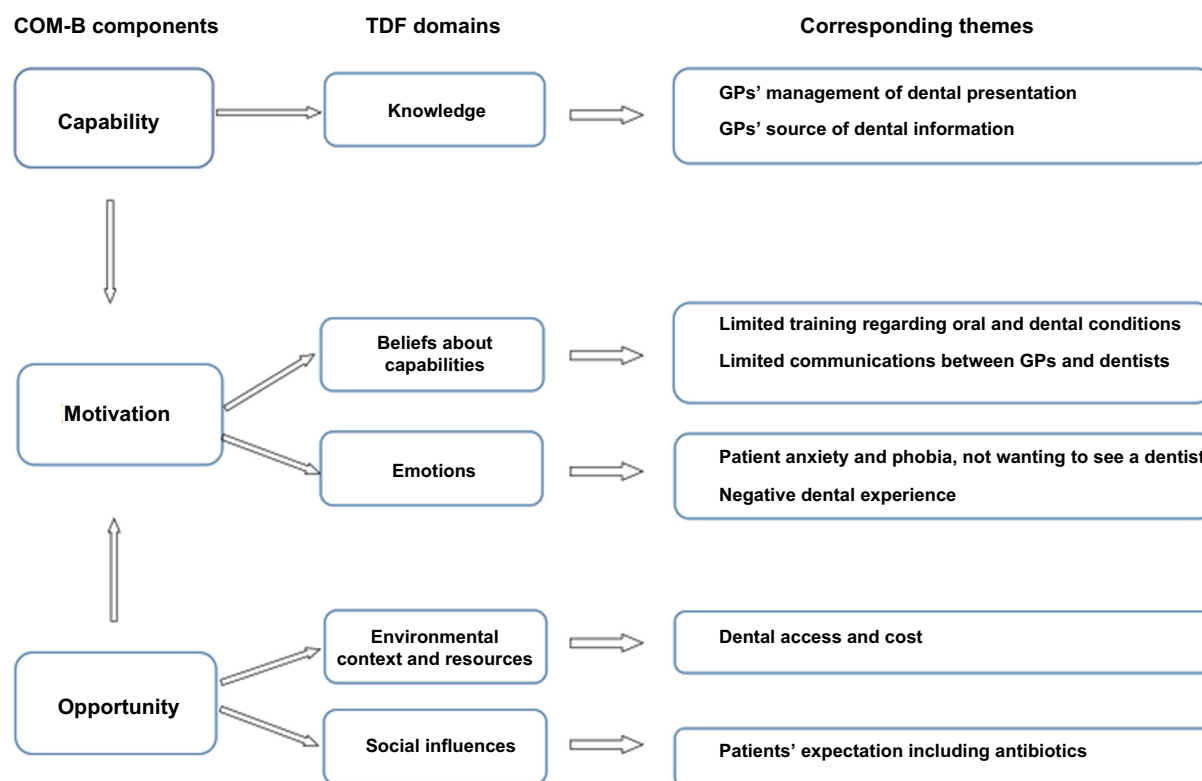 COM-B components
TDF domains
Corresponding themes
Capability
Knowledge
GPs’ management of dental presentation
GPs’ source of dental information
Motivation
Beliefs about
capabilities
Limited training regarding oral and dental conditions
Limited communications between GPs and dentists
Emotions
Patient anxiety and phobia, not wanting to see a dentist
Negative dental experience
Opportunity
Environmental
context and resources
Dental access and cost
Social influences
Patients’ expectation including antibiotics